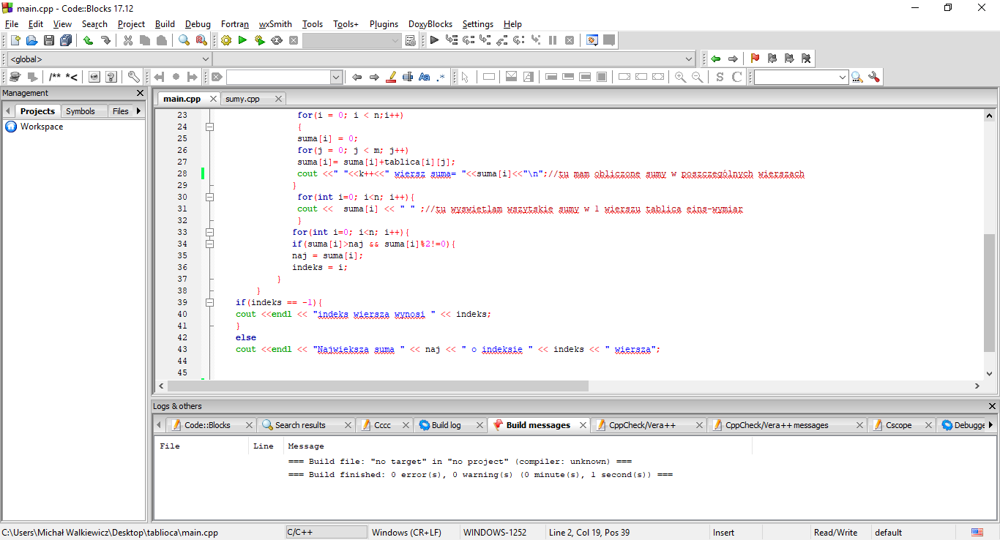 main.cpp - Code::Blocks 17.12
File Edit View Search Project Build Debug Fortran wxSmith Tools Tools+ Plugins DoxyBlocks Settings Help
<global>
/** *<
Aa .*
S C
Management
main.cpp sumy.cpp
Projects Symbols Files
Workspace
23 for(i = 0; i < n;i++)
24 {
25 suma[i] = 0;
26 for(j = 0; j < m; j++)
27 suma[i]= suma[i]+tablica[i][j];
28 cout <<" "<<k++<<" wiersz suma= "<<suma[i]<<"\n";//tu mam obliczone sumy w poszczególnych wierszach
29 }
30 for(int i=0; i<n; i++){
31 cout << suma[i] << " " ;//tu wyswietlam wszytskie sumy w 1 wierszu tablica eins-wymiar
32 }
33 for(int i=0; i<n; i++){
34 if(suma[i]>naj && suma[i]%2!=0){
35 naj = suma[i];
36 indeks = i;
37 }
38 }
39 if(indeks == -1){
40 cout <<endl << "indeks wiersza wynosi " << indeks;
41 }
42 else
43 cout <<endl << "Najwieksza suma " << naj << " o indeksie " << indeks << " wiersza";
44
45
Logs & others
Code::Blocks Search results Cccc Build log Build messages CppCheck/Vera++ CppCheck/Vera++ messages Cscope Debugge
File Line Message
=== Build file: "no target" in "no project" (compiler: unknown) ===
=== Build finished: 0 error(s), 0 warning(s) (0 minute(s), 1 second(s)) ===
C:\Users\Michał Walkiewicz\Desktop\tablioca\main.cpp C/C++ Windows (CR+LF) WINDOWS-1252 Line 2, Col 19, Pos 39 Insert Read/Write default